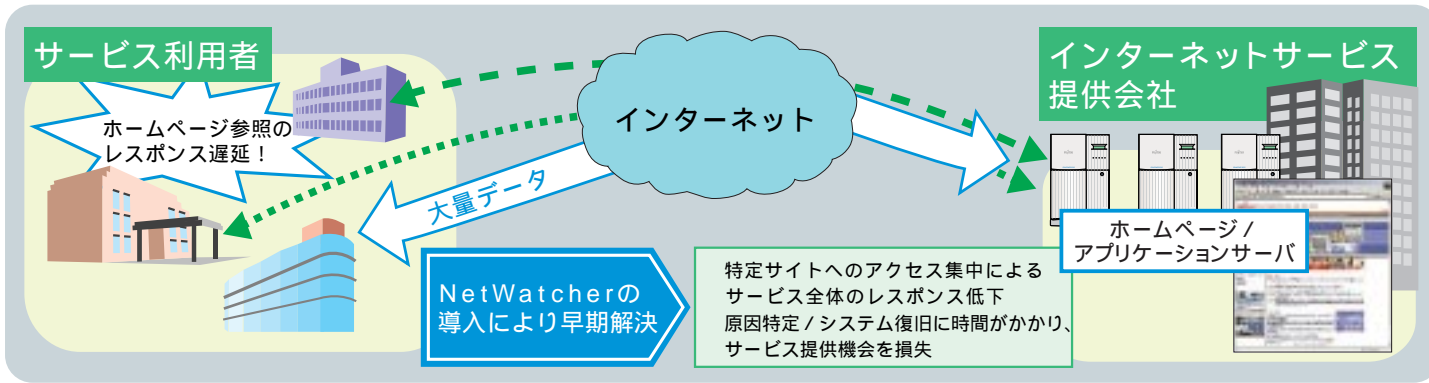 サービス利用者
ホームページ参照の
レスポンス遅延！
大量データ
インターネット
インターネットサービス
提供会社
ホームページ /
アプリケーションサーバ
NetWatcherの
導入により早期解決
特定サイトへのアクセス集中による
サービス全体のレスポンス低下
原因特定 / システム復旧に時間がかかり、
サービス提供機会を損失